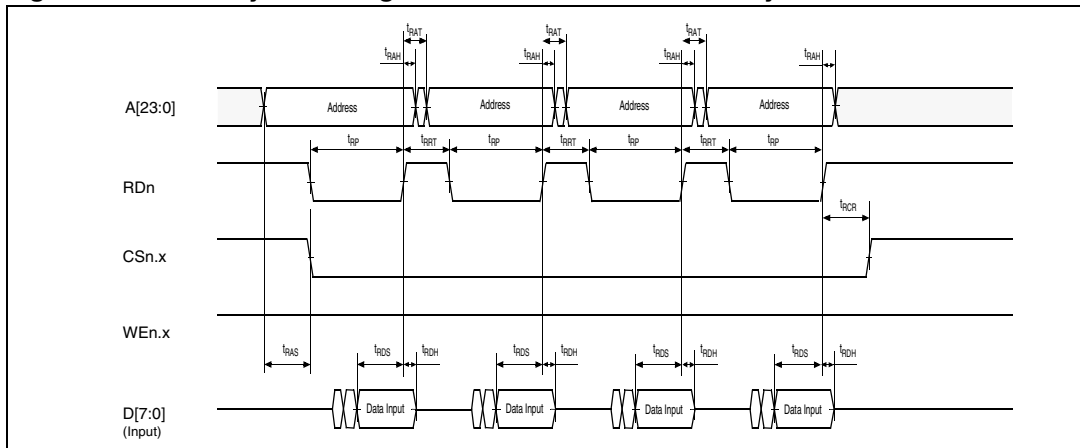 tRAT tRAT tRAT
tRAH tRAH tRAH tRAH
A[23:0] Address Address Address Address
tRP tRRT tRP tRRT tRP tRRT tRP
RDn
tRCR
CSn.x
WEn.x
tRAS tRDS tRDH tRDS tRDH tRDS tRDH tRDS tRDH
D[7:0] Data Input Data Input Data Input Data Input
(Input)